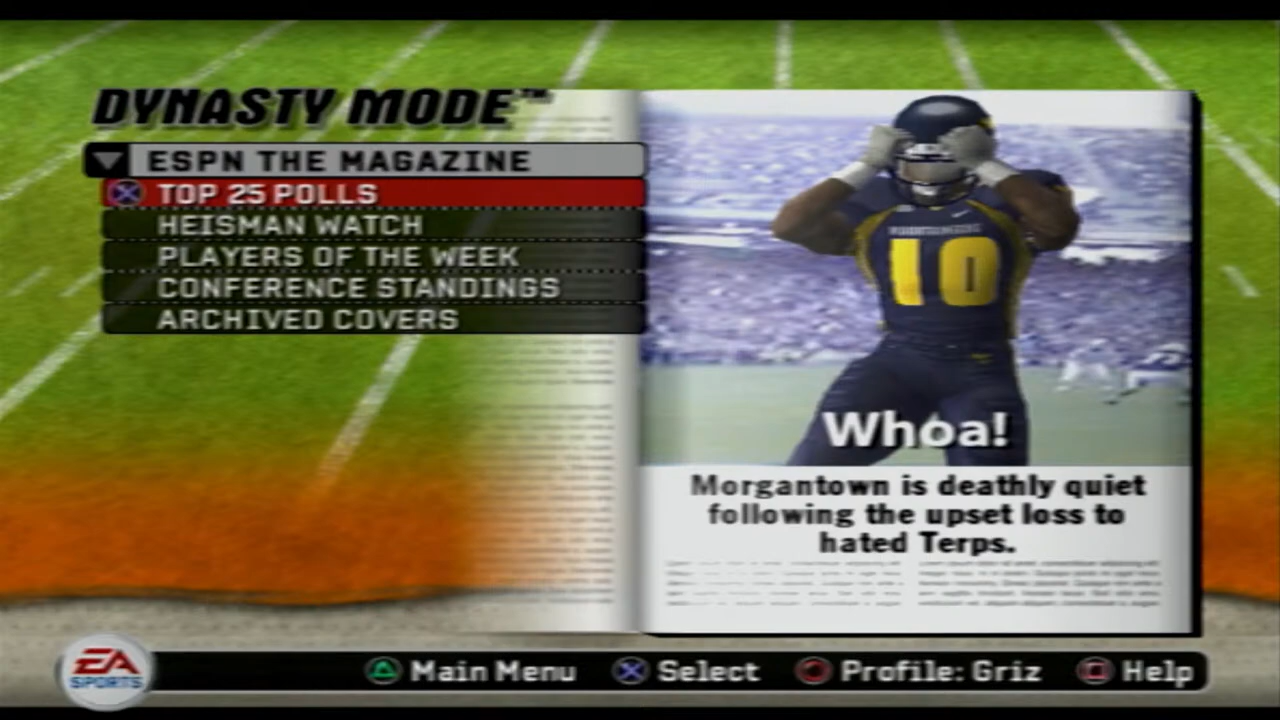 DYNASTY MODE™
ESPN THE MAGAZINE
TOP 25 POLLS
HEISMAN WATCH
PLAYERS OF THE WEEK
CONFERENCE STANDINGS
ARCHIVED COVERS
MOUNTAINEERS
10
Whoa!
Morgantown is deathly quiet
following the upset loss to
hated Terps.
EA
SPORTS
Main Menu
Select
Profile: Griz
Help